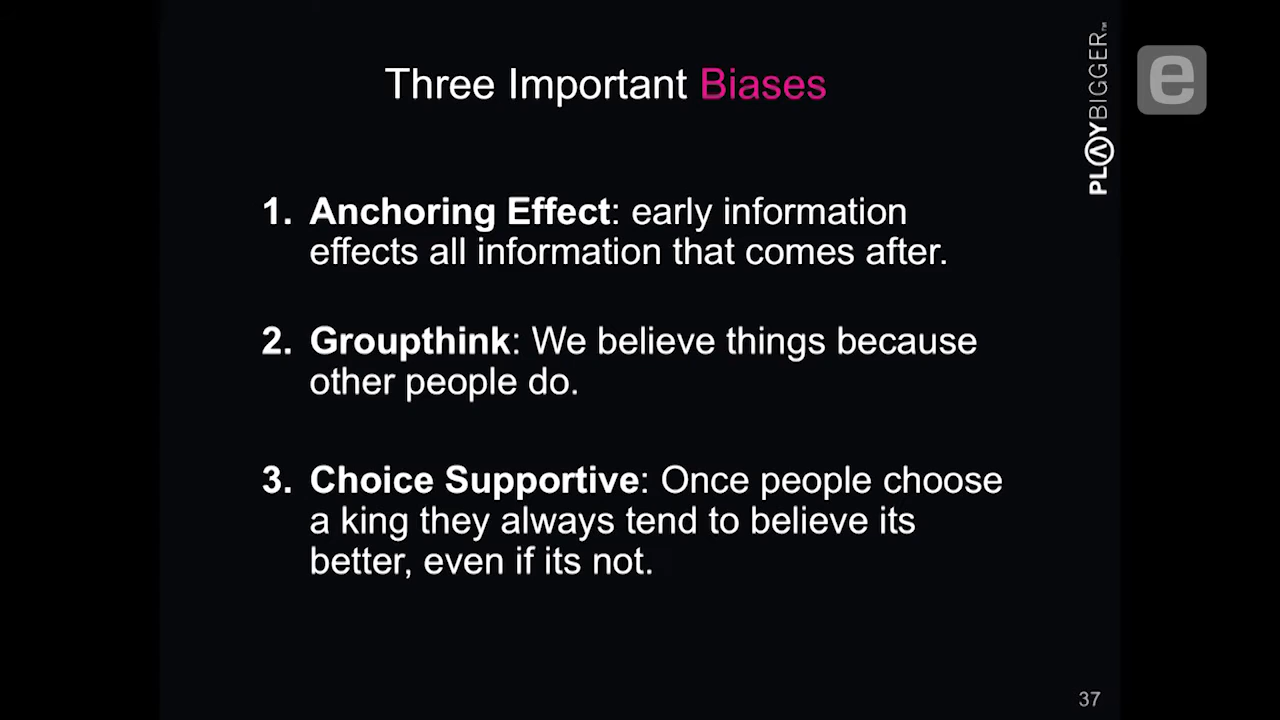 Three Important Biases
PLAYBIGGER™
e
1. Anchoring Effect: early information
effects all information that comes after.
2. Groupthink: We believe things because
other people do.
3. Choice Supportive: Once people choose
a king they always tend to believe its
better, even if its not.
37